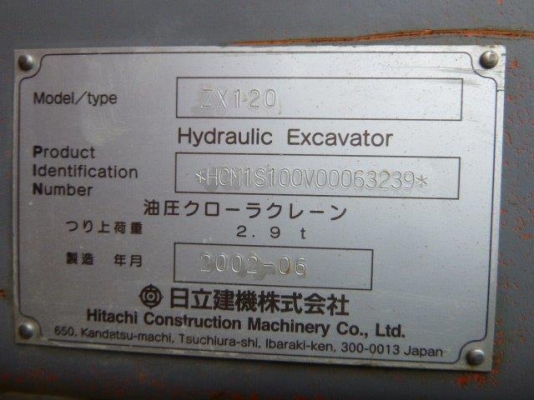 Model/type ZX120
Hydraulic Excavator
Product
Identification
Number *HCM1S100V00063239*
油圧クローラクレーン
つり上荷重 2.9 t
製造 年月 2002-06
日立建機株式会社
Hitachi Construction Machinery Co., Ltd.
650, Kandatsu-machi, Tsuchiura-shi, Ibaraki-ken, 300-0013 Japan